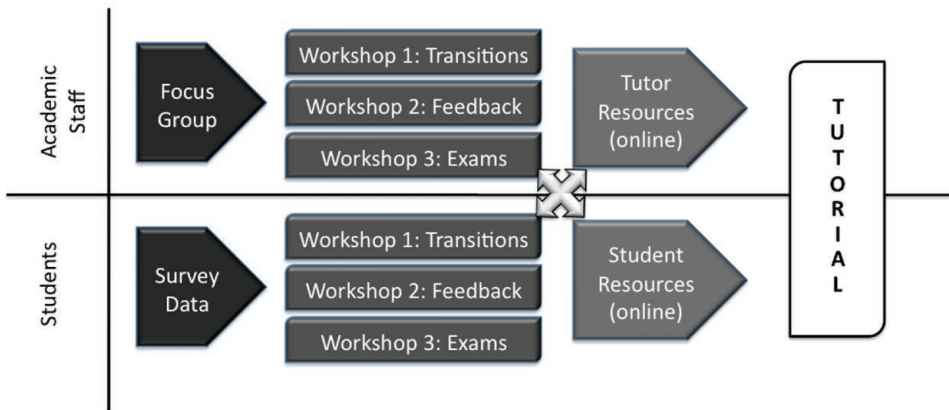 Academic
Staff
Focus
Group
Workshop 1: Transitions
Workshop 2: Feedback
Workshop 3: Exams
Tutor
Resources
(online)
Students
Survey
Data
Workshop 1: Transitions
Workshop 2: Feedback
Workshop 3: Exams
Student
Resources
(online)
TUTORIAL